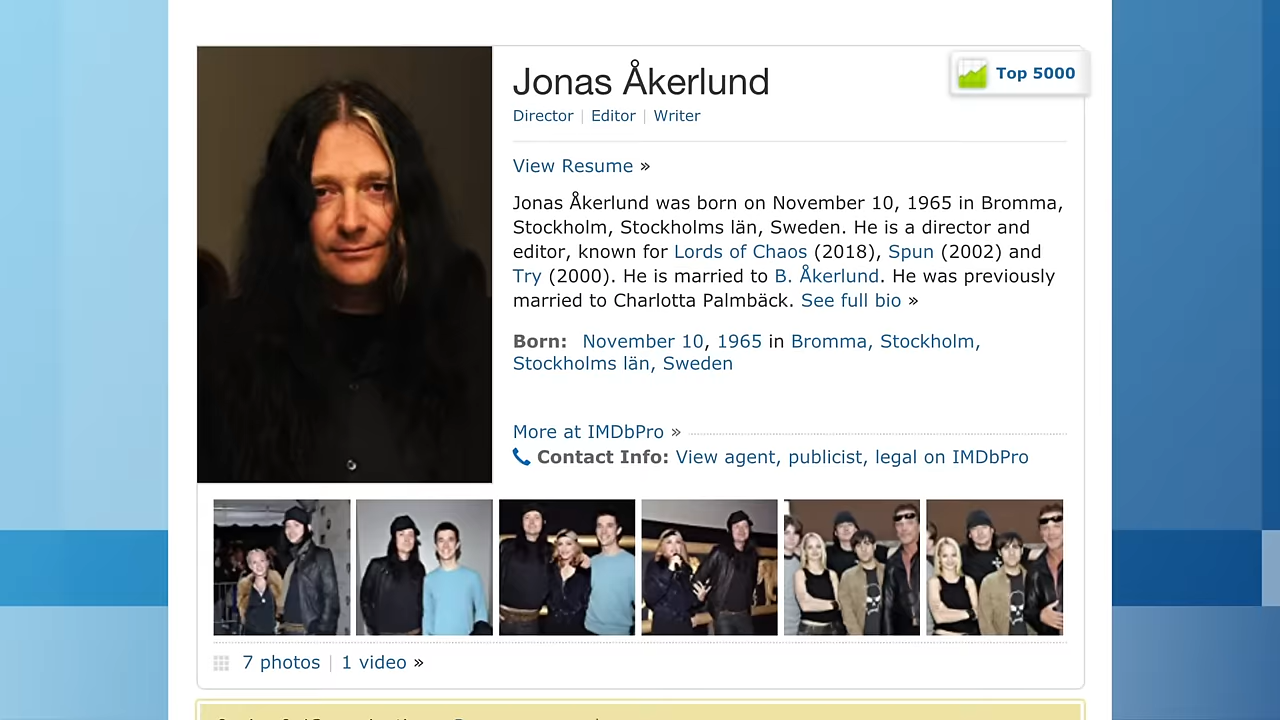 Jonas Åkerlund
Top 5000
Director | Editor | Writer
View Resume »
Jonas Åkerlund was born on November 10, 1965 in Bromma,
Stockholm, Stockholms län, Sweden. He is a director and
editor, known for Lords of Chaos (2018), Spun (2002) and
Try (2000). He is married to B. Åkerlund. He was previously
married to Charlotta Palmbäck. See full bio »
Born: November 10, 1965 in Bromma, Stockholm,
Stockholms län, Sweden
More at IMDbPro »
Contact Info: View agent, publicist, legal on IMDbPro
7 photos | 1 video »